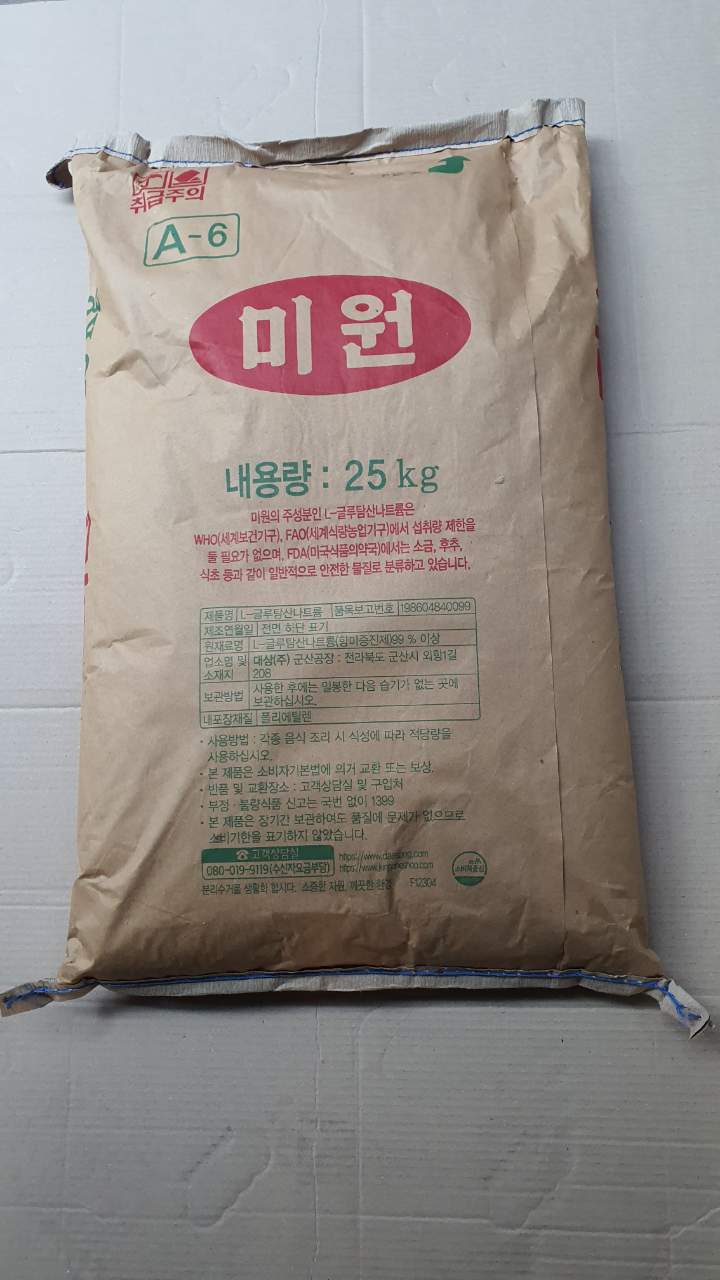 취급주의
A-6
미원
내용량 : 25 kg
미원의 주성분인 L-글루탐산나트륨은
WHO(세계보건기구), FAO(세계식량농업기구)에서 섭취량 제한을
둘 필요가 없으며, FDA(미국식품의약국)에서는 소금, 후추,
식초 등과 같이 일반적으로 안전한 물질로 분류하고 있습니다.
제품명 L-글루탐산나트륨 품목보고번호 198604840099
제조연월일 전면 하단 표기
원재료명 L-글루탐산나트륨(향미증진제)99 % 이상
업소명 및 소재지 대상(주) 군산공장 : 전라북도 군산시 외항1길
208
보관방법 사용한 후에는 밀봉한 다음 습기가 없는 곳에
보관하십시오.
내포장재질 폴리에틸렌
· 사용방법 : 각종 음식 조리 시 식성에 따라 적당량을
사용하십시오.
· 본 제품은 소비자기본법에 의거 교환 또는 보상.
· 반품 및 교환장소 : 고객상담실 및 구입처
· 부정 · 불량식품 신고는 국번 없이 1399
· 본 제품은 장기간 보관하여도 품질에 문제가 없으므로
소비기한을 표기하지 않았습니다.
☎ 고객상담실
080-019-9119(수신자요금부담)
https://www.daesang.com
https://www.jungoneshop.com
소비자중심
분리수거를 생활화 합시다. 소중한 자원, 깨끗한 환경 F12304